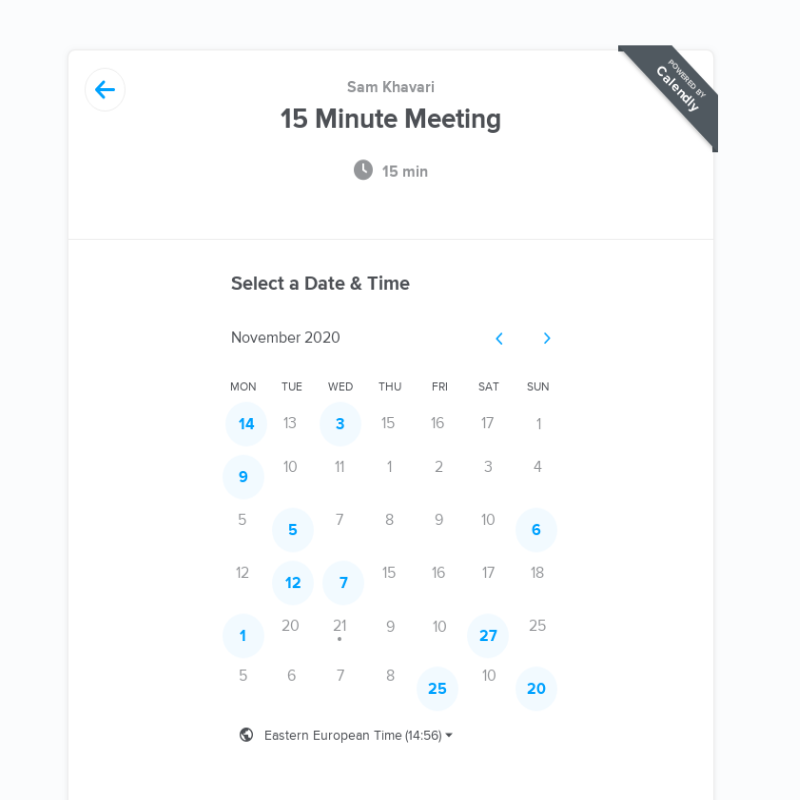 POWERED BY
Calendly
Sam Khavari
15 Minute Meeting
15 min
Select a Date & Time
November 2020
MON TUE WED THU FRI SAT SUN
14 13 3 15 16 17 1
9 10 11 1 2 3 4
5 5 7 8 9 10 6
12 12 7 15 16 17 18
1 20 21 9 10 27 25
5 6 7 8 25 10 20
Eastern European Time (14:56)